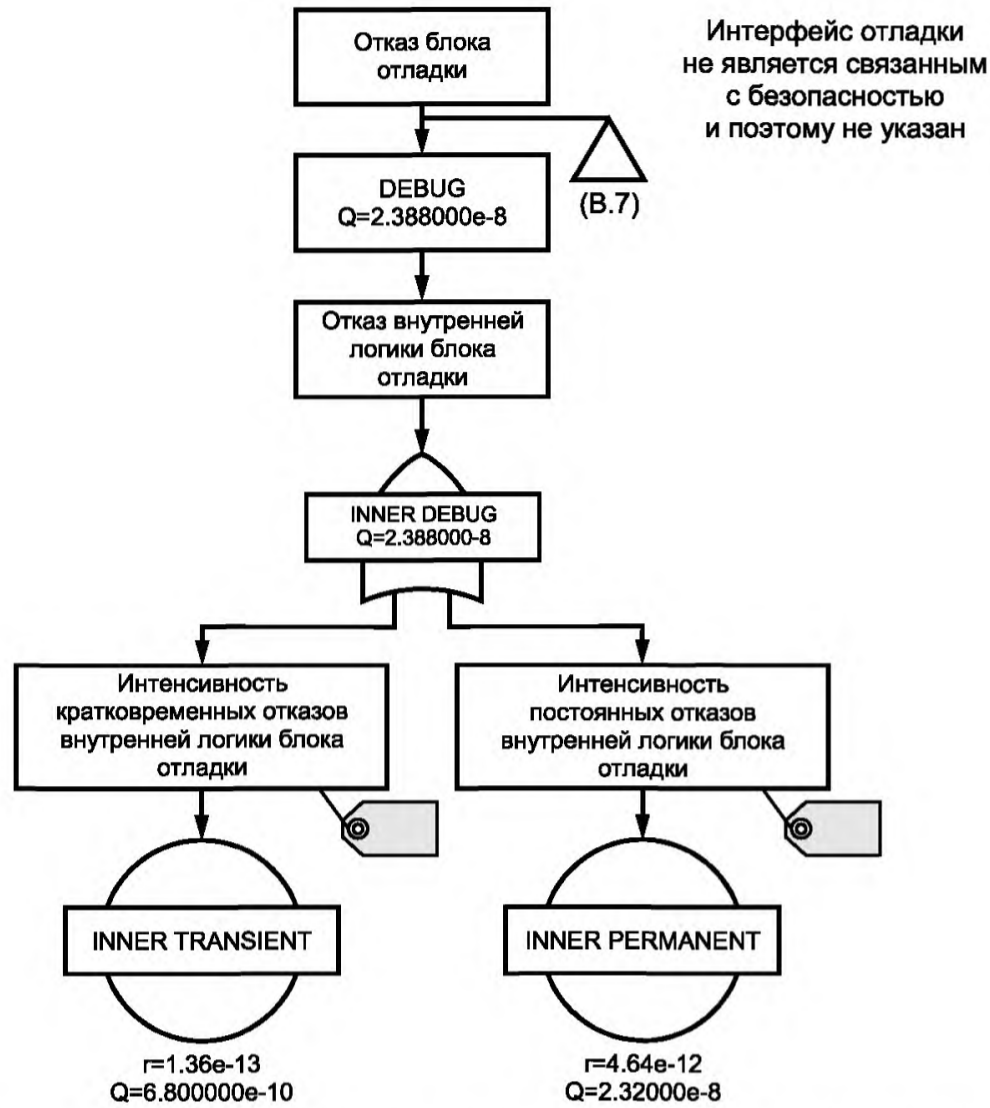 Отказ блока
отладки
Интерфейс отладки
не является связанным
с безопасностью
и поэтому не указан
DEBUG
Q=2.388000e-8
(B.7)
Отказ внутренней
логики блока
отладки
INNER DEBUG
Q=2.388000-8
Интенсивность
кратковременных отказов
внутренней логики блока
отладки
Интенсивность
постоянных отказов
внутренней логики блока
отладки
INNER TRANSIENT
INNER PERMANENT
r=1.36e-13
Q=6.800000e-10
r=4.64e-12
Q=2.32000e-8